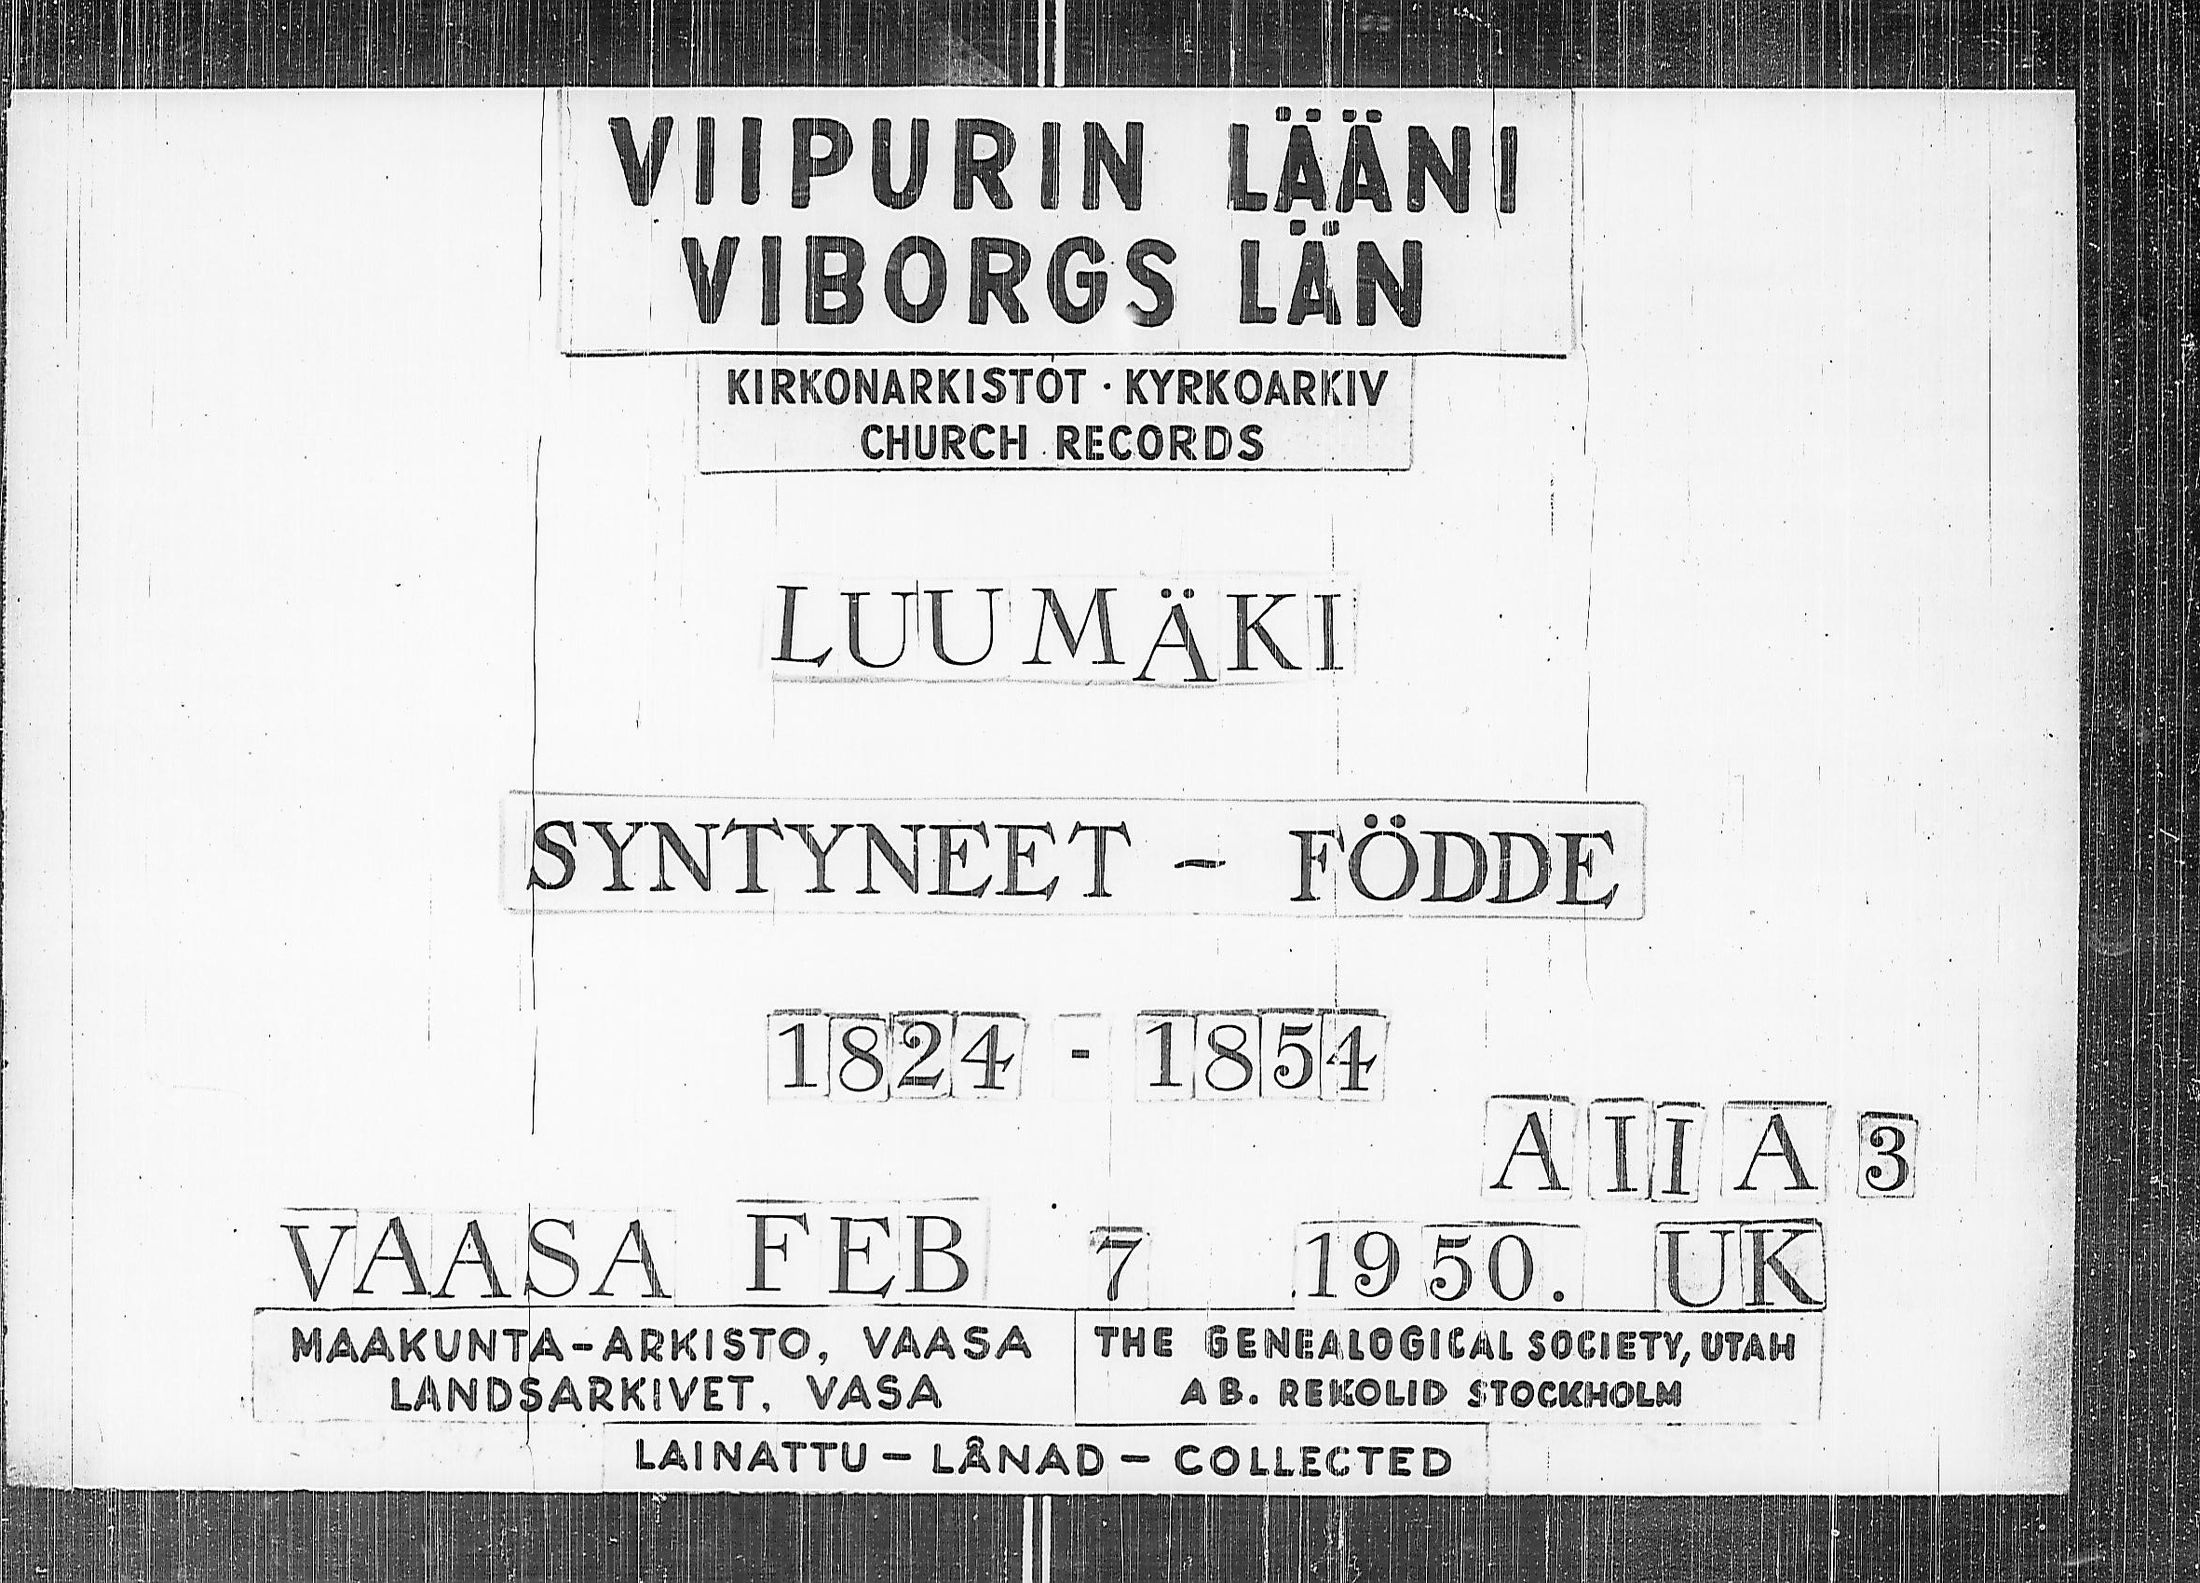 VIIPURIN LÄÄNI
VIBORGS LÄN
KIRKONARKISTOT · KYRKOARKIV
CHURCH RECORDS
LUUMÄKI
SYNTYNEET - FÖDDE
1824 - 1854
A II A 3
VAASA FEB 7 1950. UK
MAAKUNTA-ARKISTO, VAASA
LANDSARKIVET, VASA
THE GENEALOGICAL SOCIETY, UTAH
AB. REKOLID STOCKHOLM
LAINATTU - LÅNAD - COLLECTED